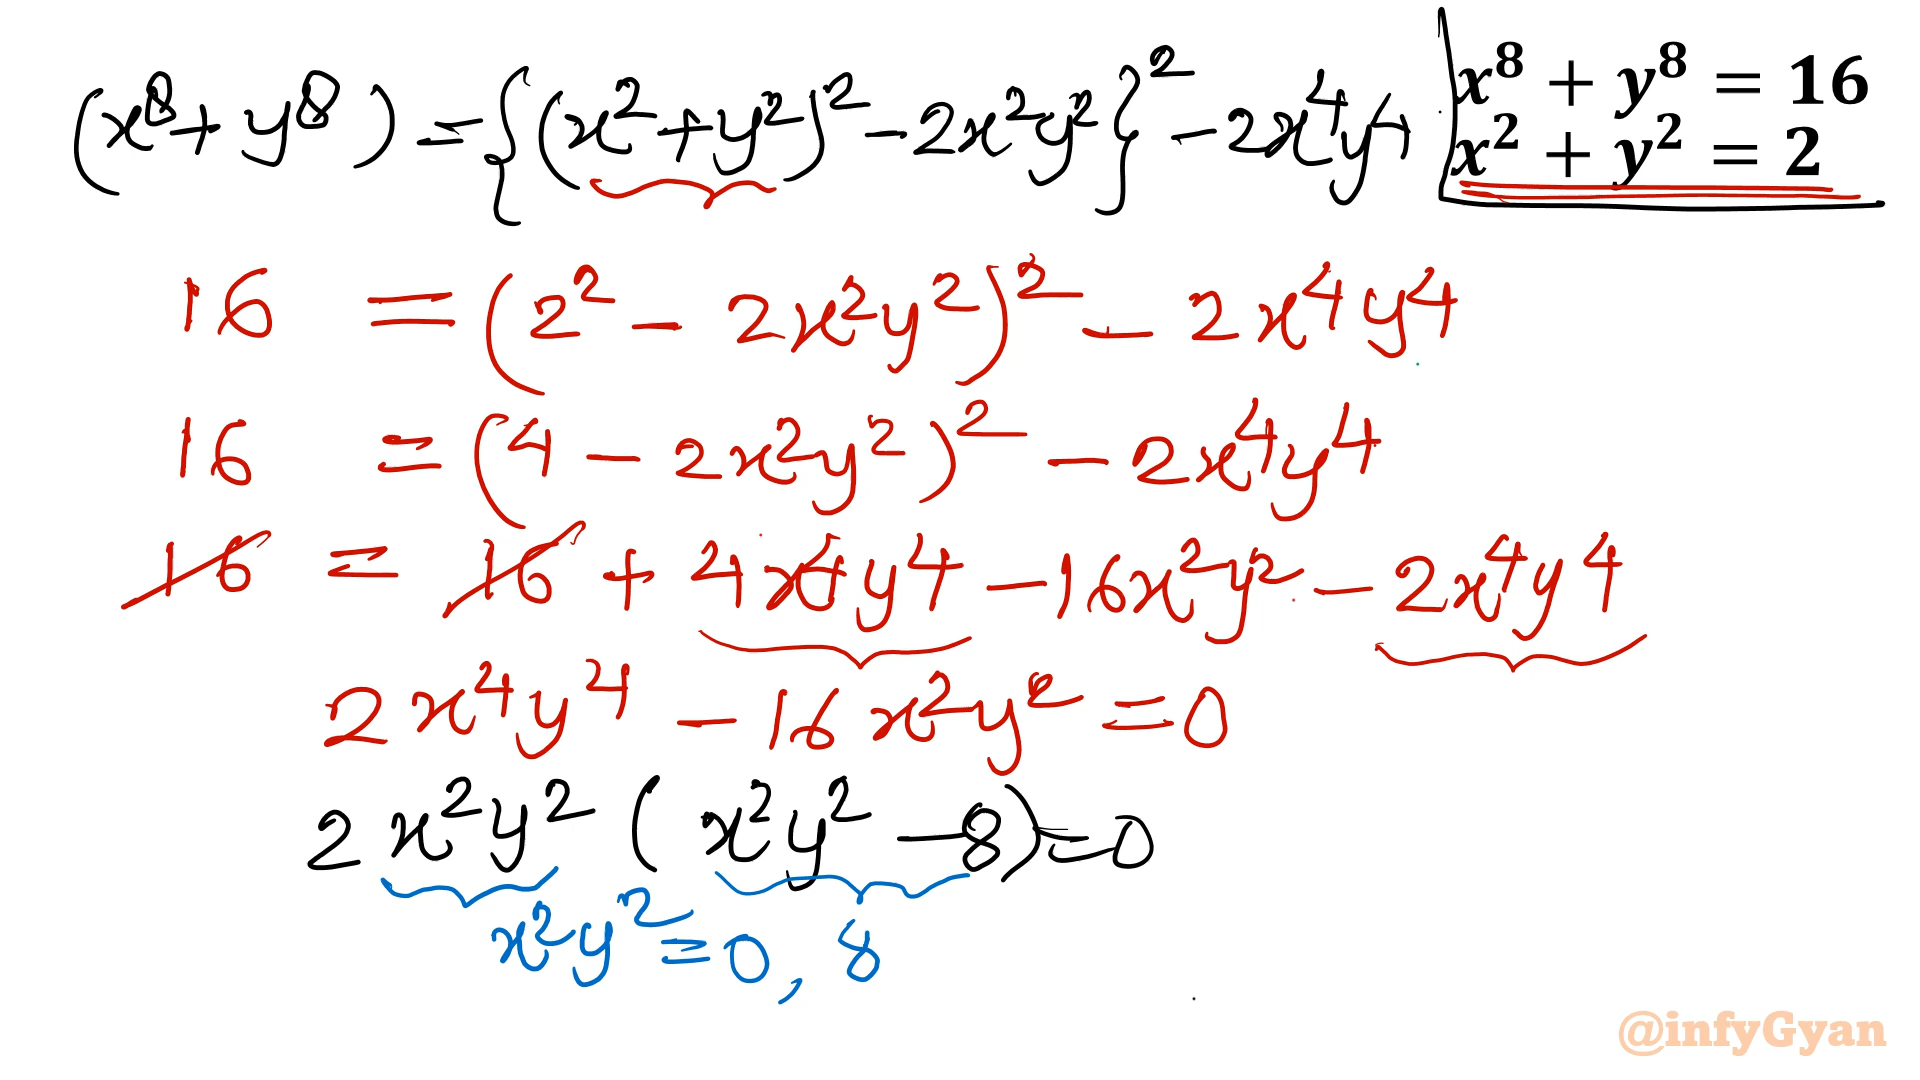 (x⁸ + y⁸) = {(x² + y²)² - 2x²y²}² - 2x⁴y⁴
x⁸ + y⁸ = 16
x² + y² = 2
16 = (2² - 2x²y²)² - 2x⁴y⁴
16 = (4 - 2x²y²)² - 2x⁴y⁴
16 = 16 + 4x⁴y⁴ - 16x²y² - 2x⁴y⁴
2x⁴y⁴ - 16x²y² = 0
2x²y² (x²y² - 8) = 0
x²y² = 0, 8
@infyGyan